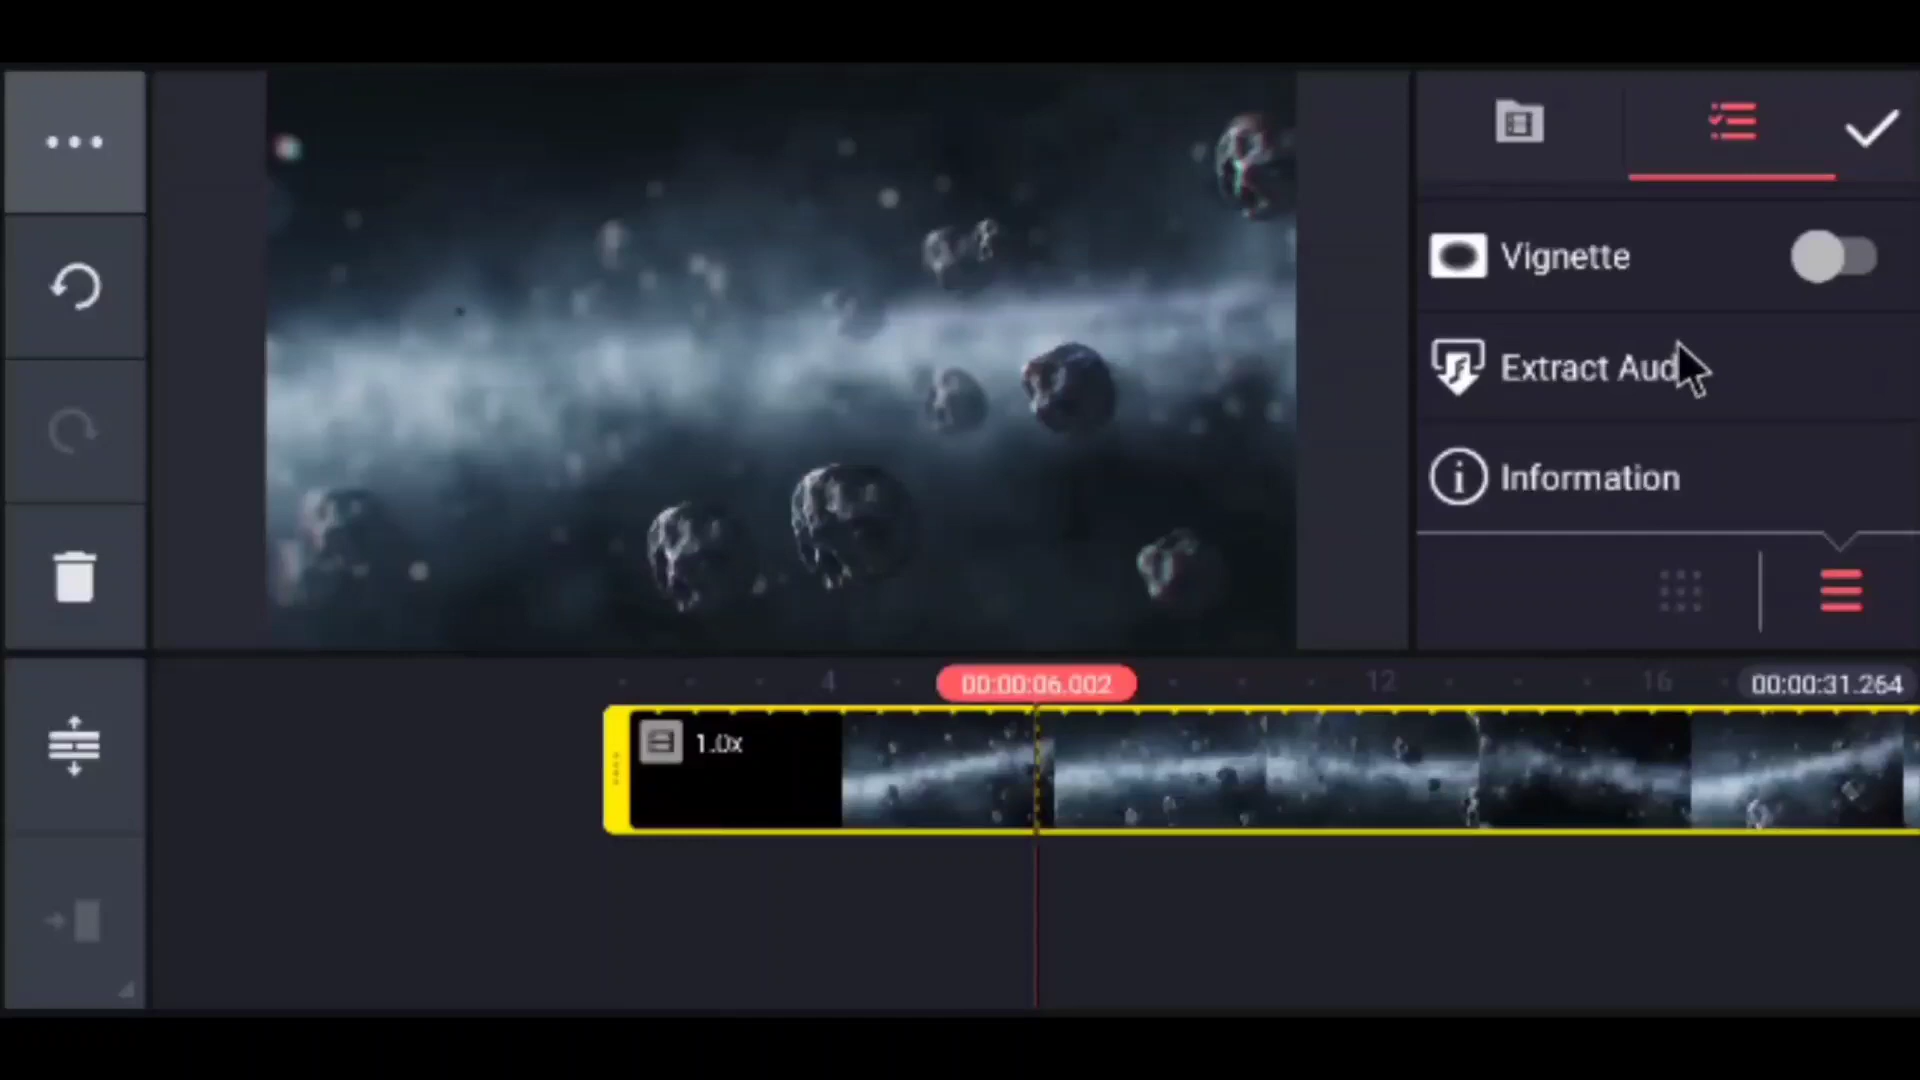 Vignette
Extract Aud
Information
4
00:00:06.002
12
16
00:00:31.264
1.0x